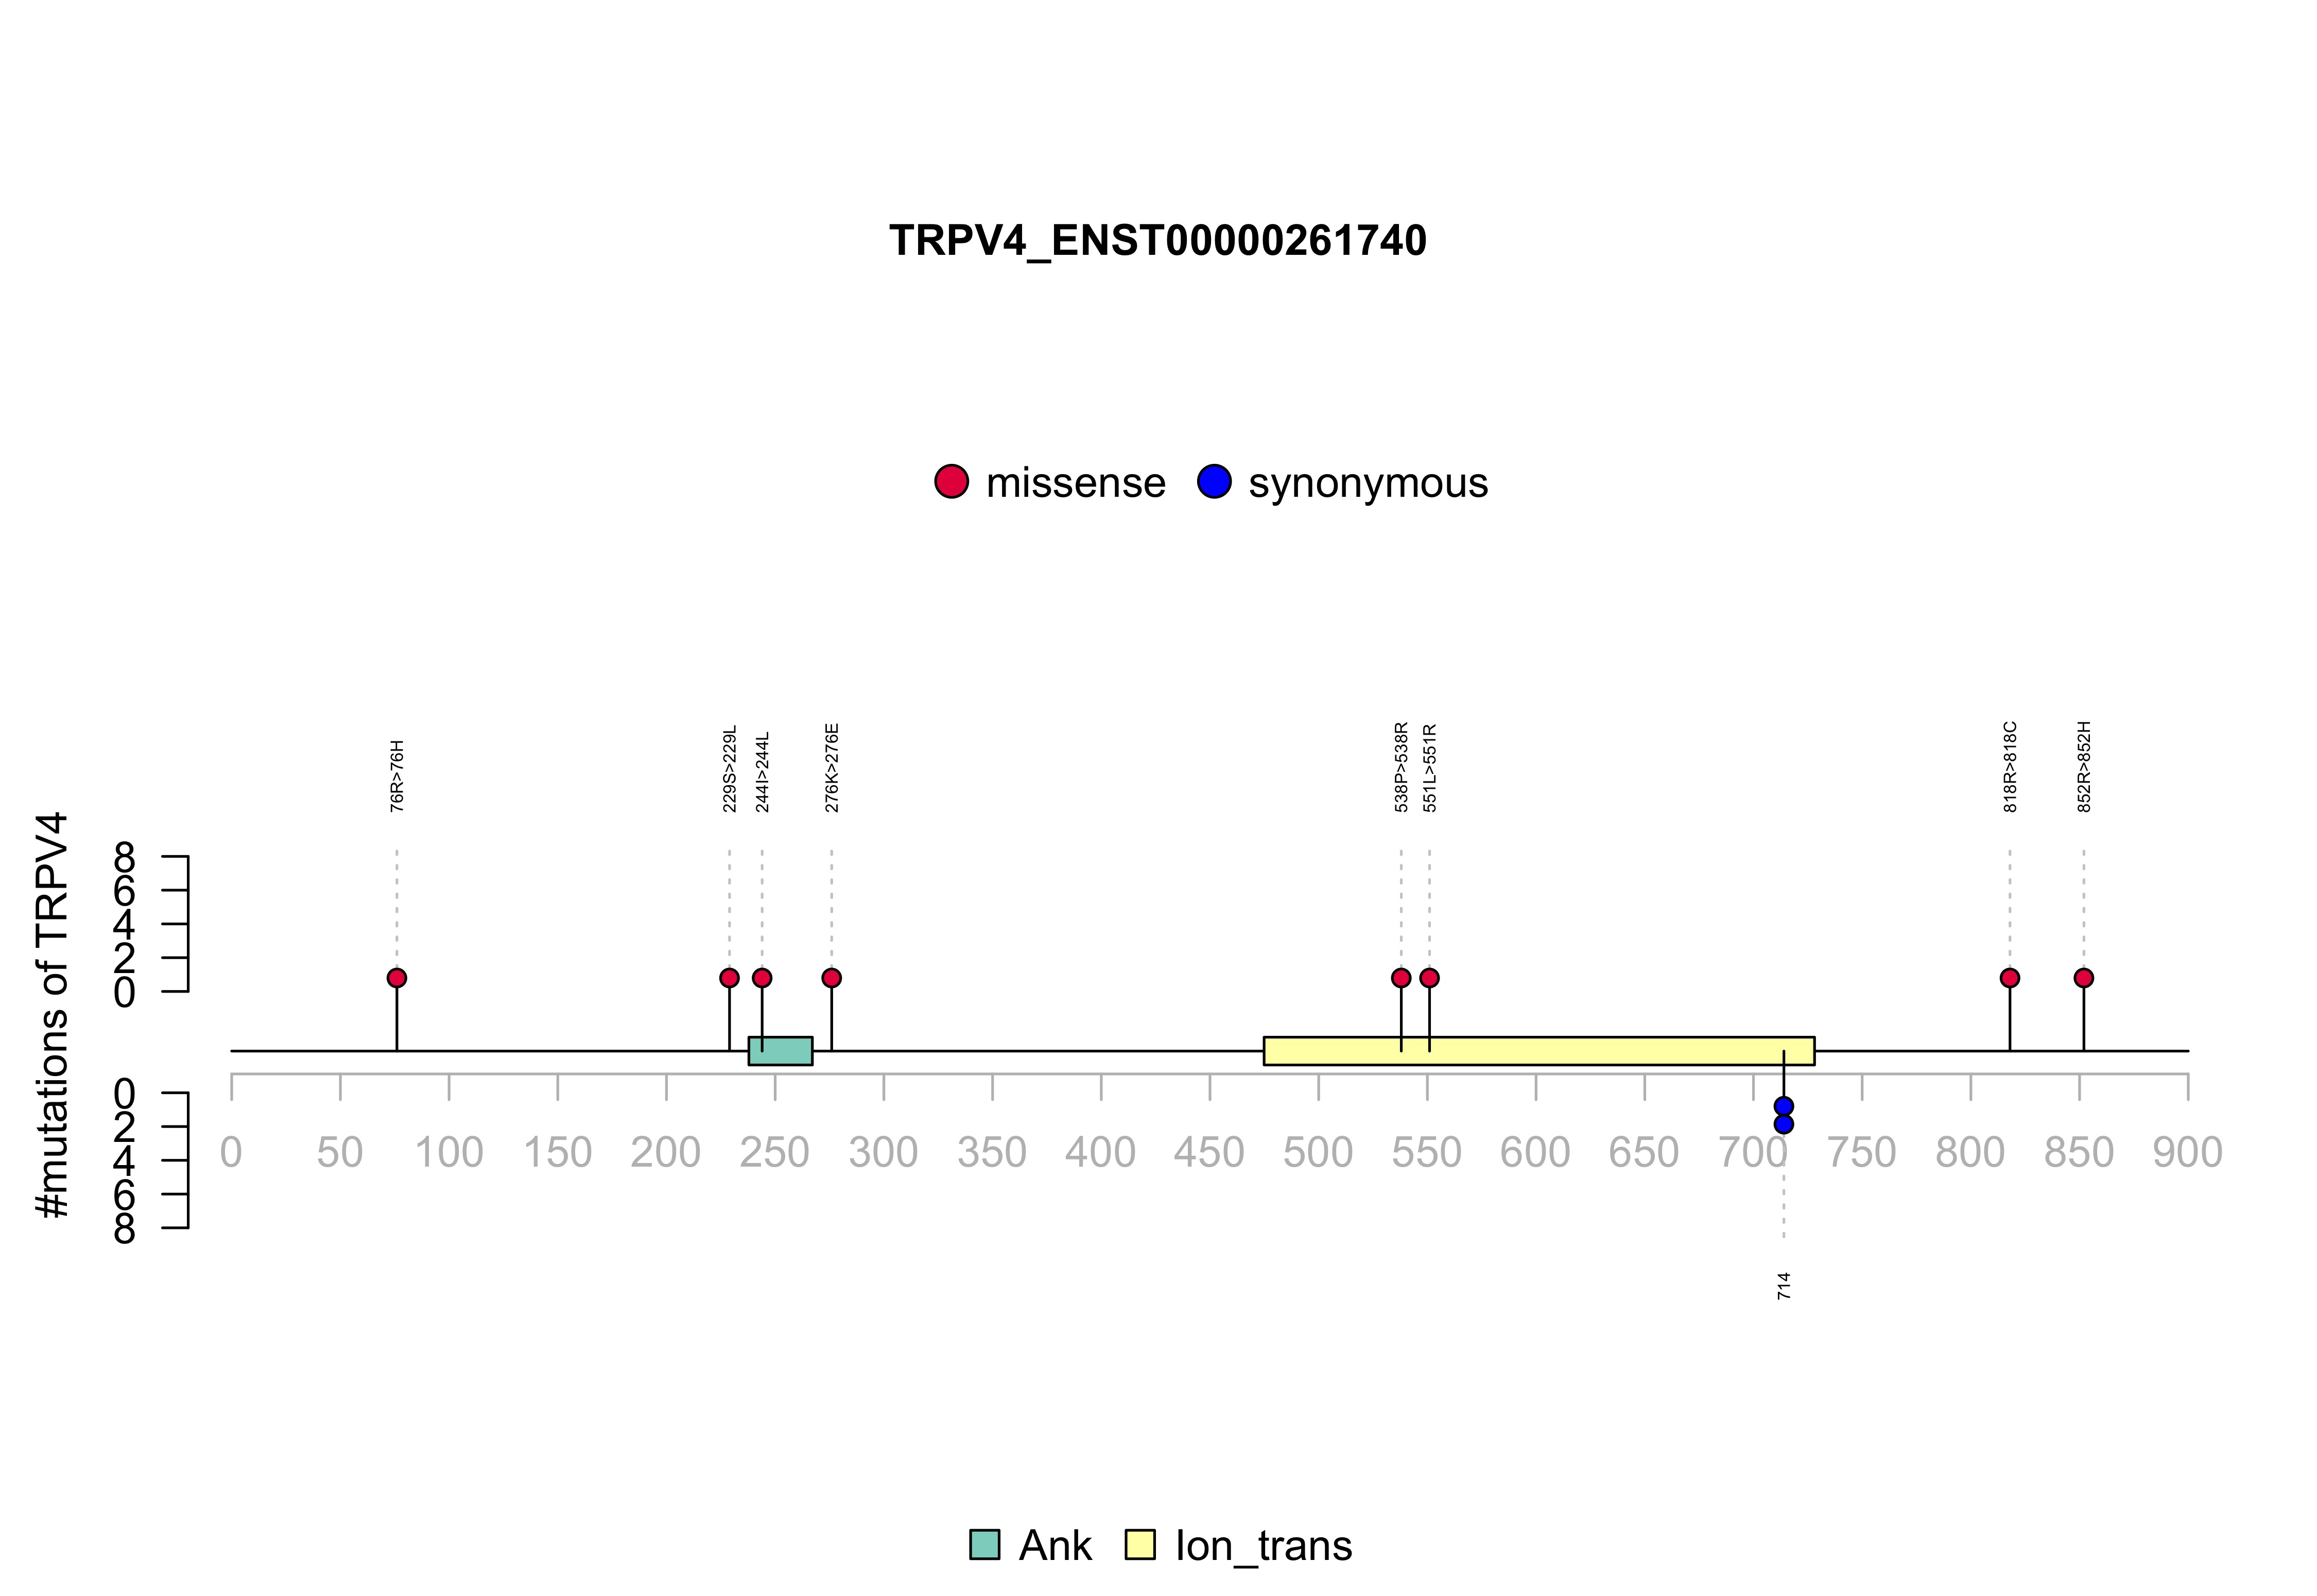 TRPV4_ENST00000261740
missense synonymous
76R>76H 229S>229L 244I>244L 276K>276E 538P>538R 551L>551R 818R>818C 852R>852H
#mutations of TRPV4
8
6
4
2
0
0
2
4
6
8
0 50 100 150 200 250 300 350 400 450 500 550 600 650 700 750 800 850 900
714
Ank Ion_trans